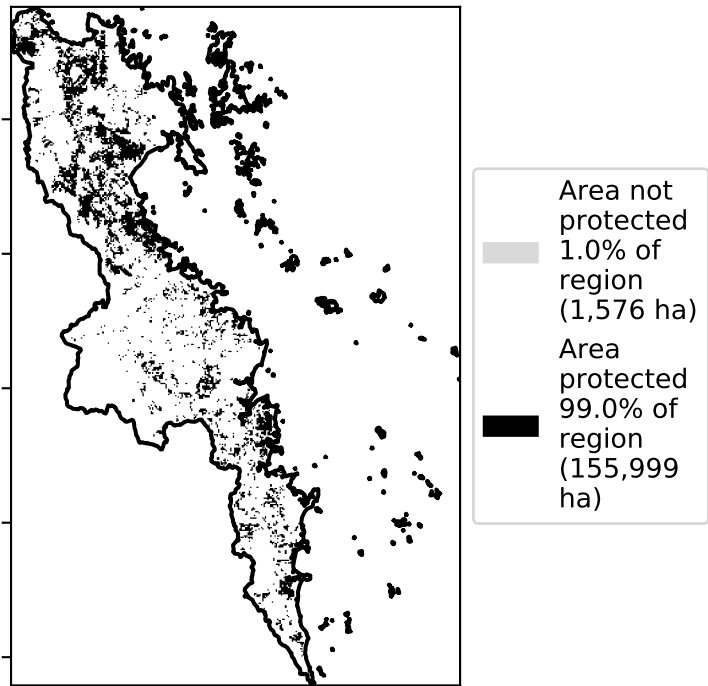 Area not
protected
1.0% of
region
(1,576 ha)
Area
protected
99.0% of
region
(155,999
ha)